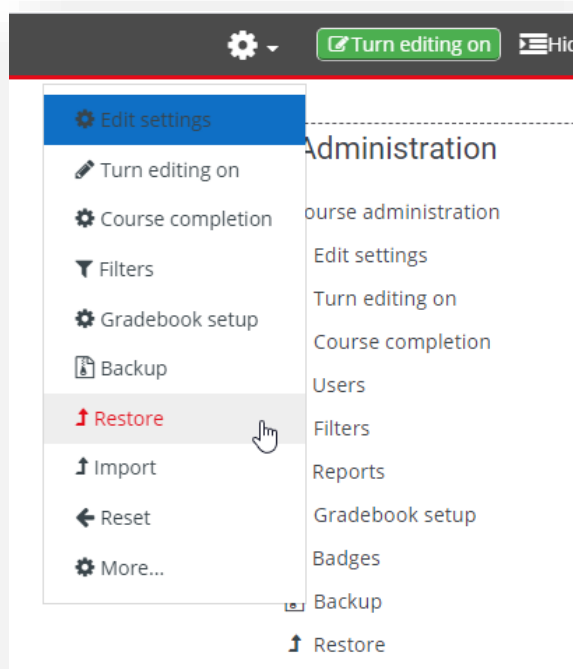 Turn editing on
Hid
Edit settings
Turn editing on
Course completion
Filters
Gradebook setup
Backup
Restore
Import
Reset
More...
Administration
ourse administration
Edit settings
Turn editing on
Course completion
Users
Filters
Reports
Gradebook setup
Badges
Backup
Restore